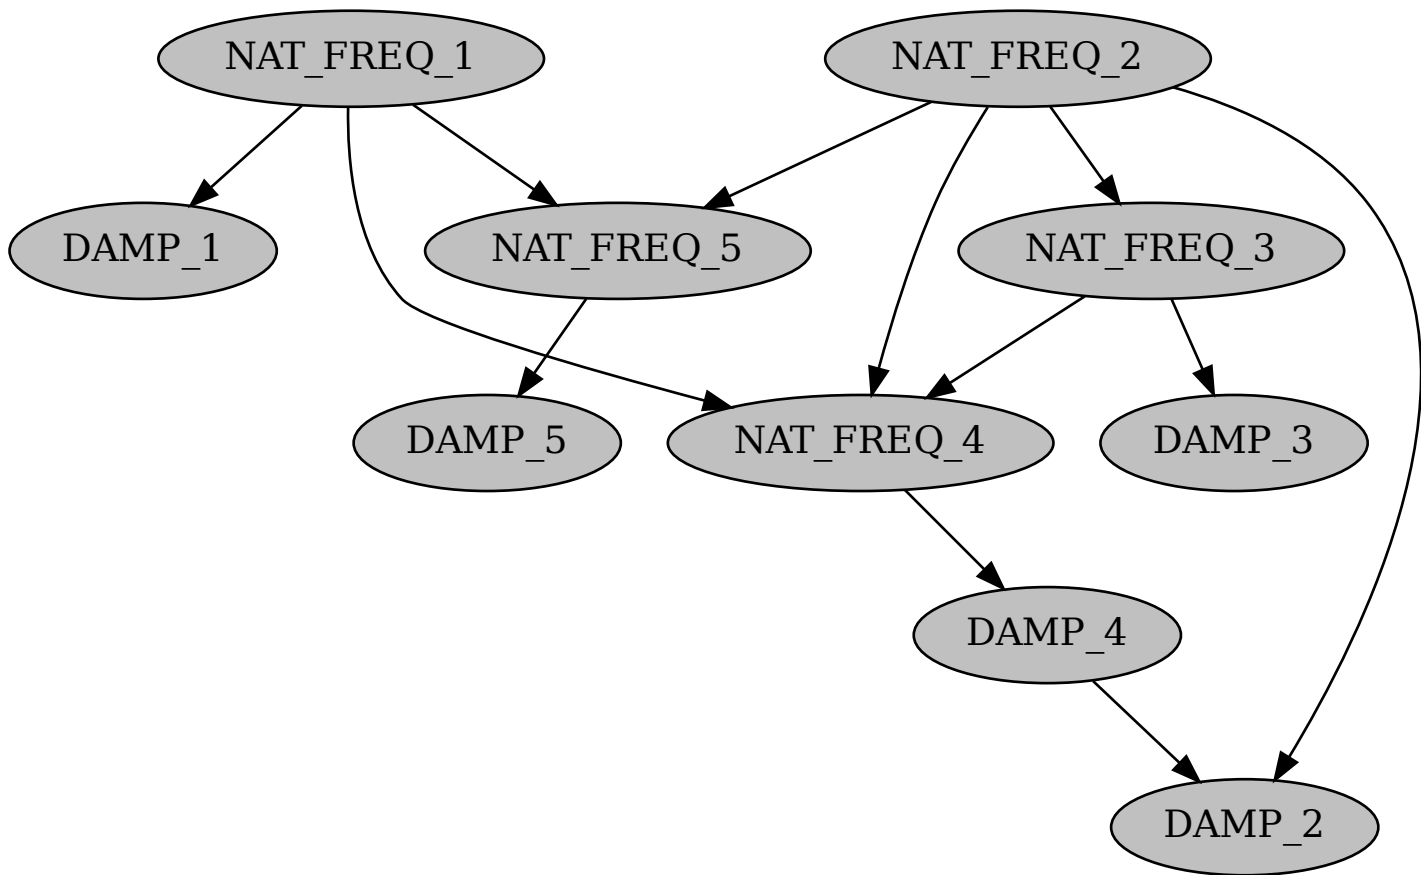 NAT_FREQ_1
NAT_FREQ_2
DAMP_1
NAT_FREQ_5
NAT_FREQ_3
DAMP_5
NAT_FREQ_4
DAMP_3
DAMP_4
DAMP_2